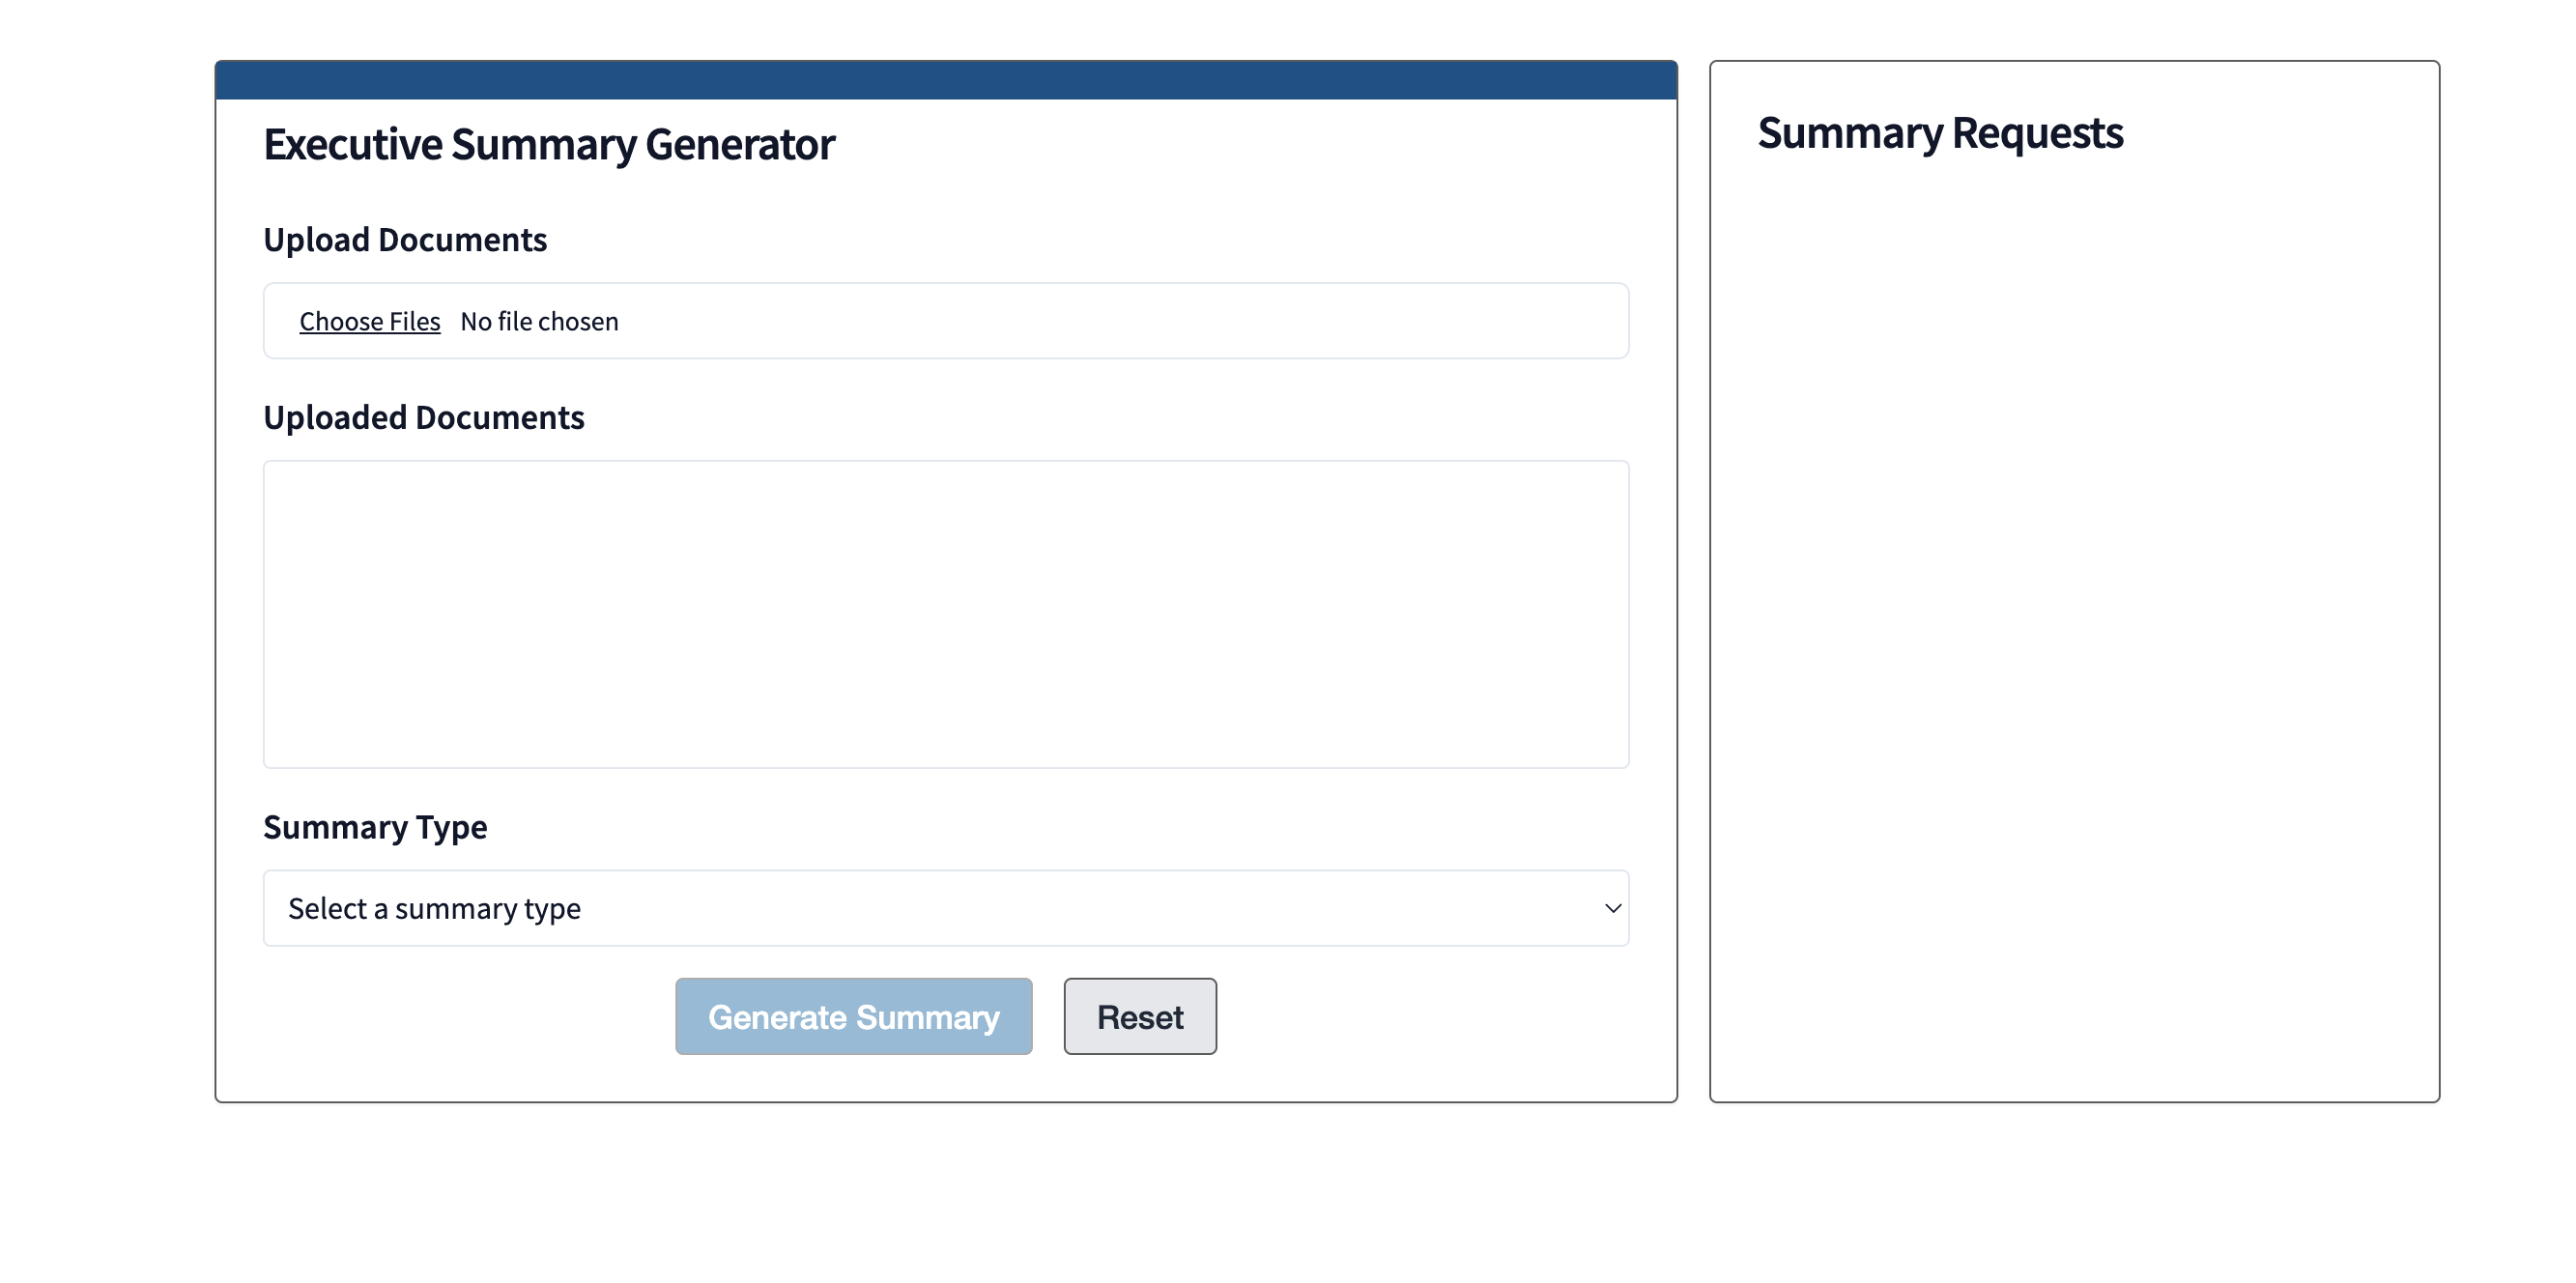 Executive Summary Generator
Upload Documents
Choose Files No file chosen
Uploaded Documents
Summary Type
Select a summary type
Generate Summary
Reset
Summary Requests